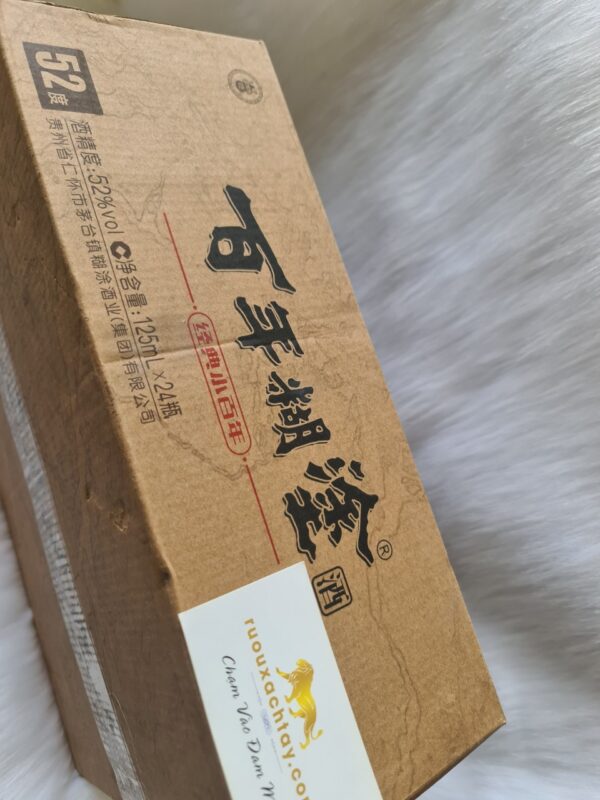 52度
百年糊塗®
酒
经典小百年
酒精度:52%vol 净含量:125mL×24瓶
贵州省仁怀市茅台镇糊涂酒业(集团)有限公司
ruouxachtay.com
Chạm Vào Đam